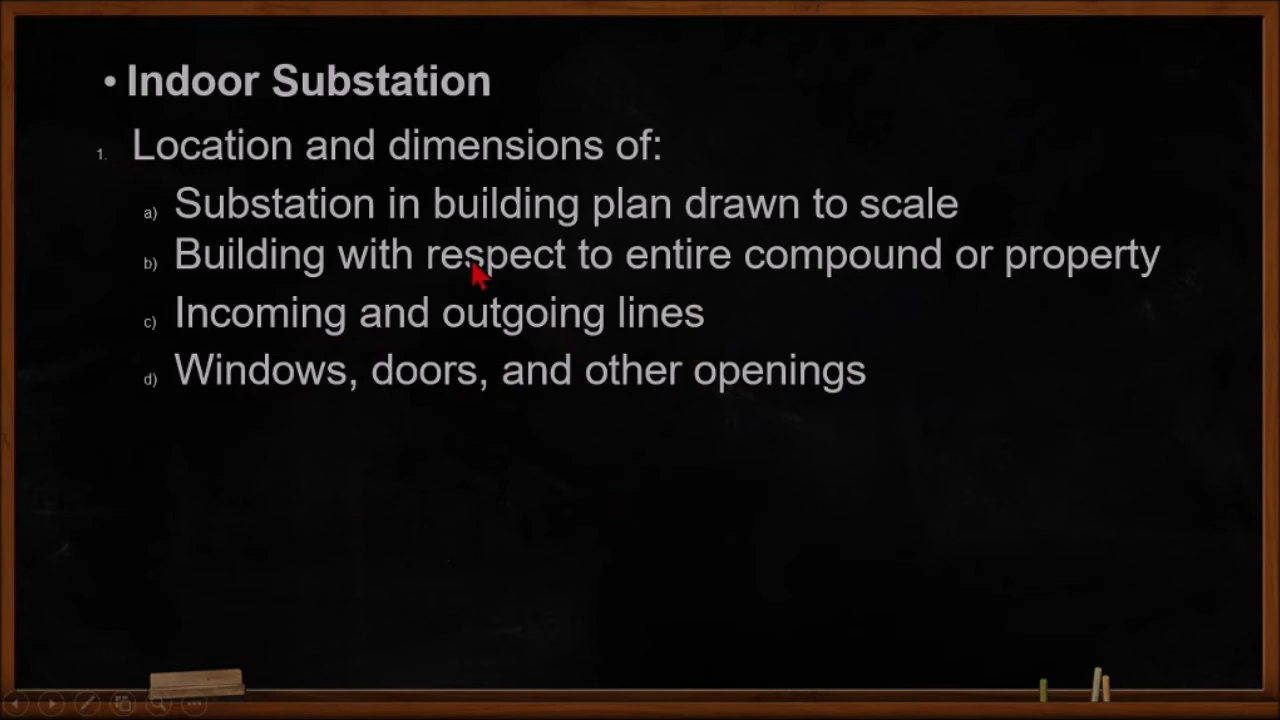 • Indoor Substation
1. Location and dimensions of:
a) Substation in building plan drawn to scale
b) Building with respect to entire compound or property
c) Incoming and outgoing lines
d) Windows, doors, and other openings